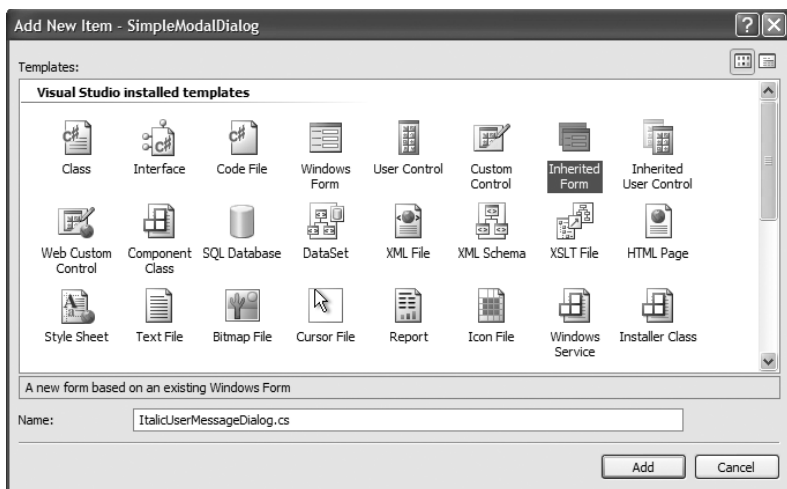 Add New Item - SimpleModalDialog
Templates:
Visual Studio installed templates
Class
Interface
Code File
Windows Form
User Control
Custom Control
Inherited Form
Inherited User Control
Web Custom Control
Component Class
SQL Database
DataSet
XML File
XML Schema
XSLT File
HTML Page
Style Sheet
Text File
Bitmap File
Cursor File
Report
Icon File
Windows Service
Installer Class
A new form based on an existing Windows Form
Name: ItalicUserMessageDialog.cs
Add Cancel